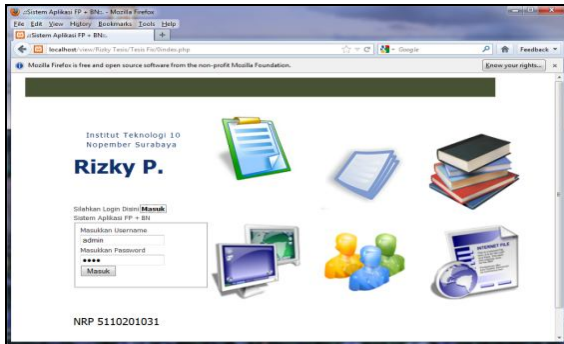 .::Sistem Aplikasi FP + BN::. - Mozilla Firefox
File Edit View History Bookmarks Tools Help
.::Sistem Aplikasi FP + BN::.
localhost/view/Rizky Tesis/Tesis Fix/0index.php
Google
Feedback
Mozilla Firefox is free and open source software from the non-profit Mozilla Foundation.
Know your rights...
Institut Teknologi 10
Nopember Surabaya
Rizky P.
Silahkan Login Disini Masuk
Sistem Aplikasi FP + BN
Masukkan Username
admin
Masukkan Password
Masuk
INTERNET FILE
NRP 5110201031